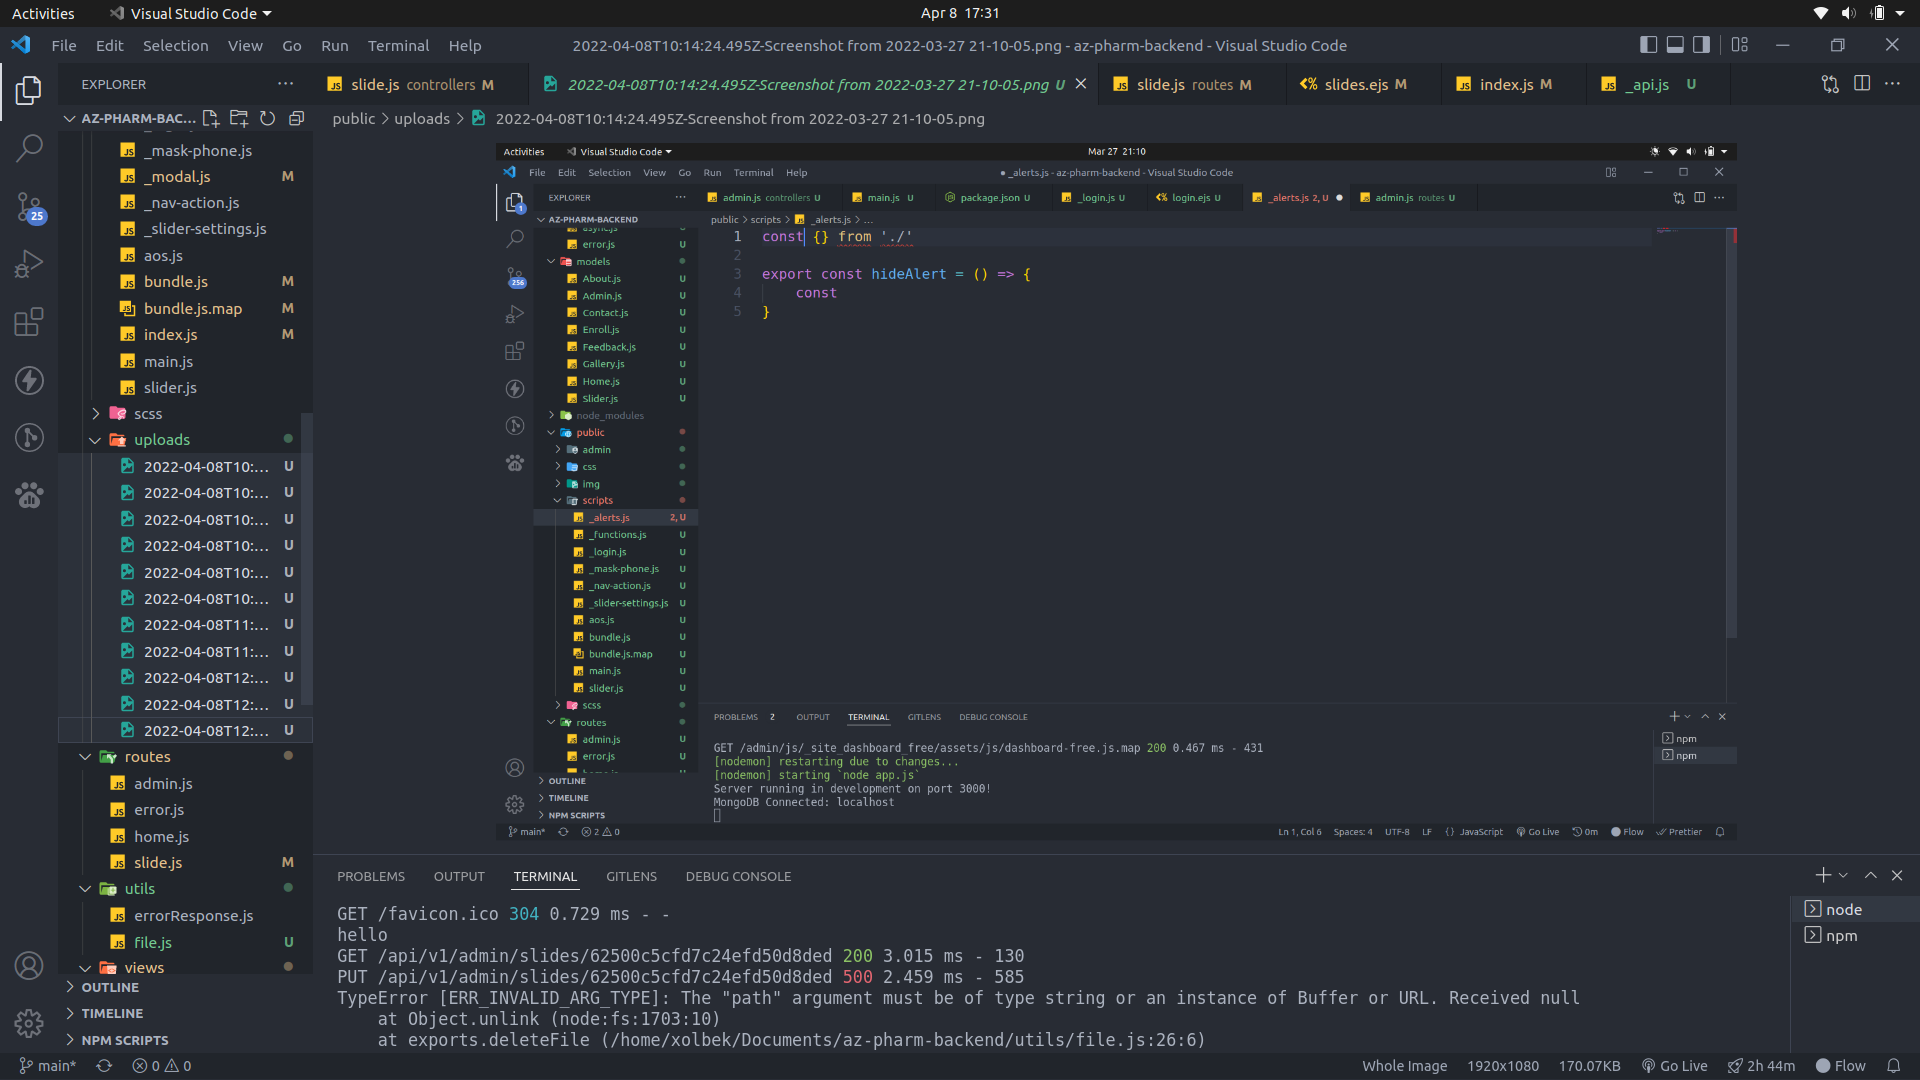 Activities Visual Studio Code Apr 8 17:31
File Edit Selection View Go Run Terminal Help 2022-04-08T10:14:24.495Z-Screenshot from 2022-03-27 21-10-05.png - az-pharm-backend - Visual Studio Code
EXPLORER
slide.js controllers M 2022-04-08T10:14:24.495Z-Screenshot from 2022-03-27 21-10-05.png U slide.js routes M slides.ejs M index.js M _api.js U
AZ-PHARM-BAC...
public > uploads > 2022-04-08T10:14:24.495Z-Screenshot from 2022-03-27 21-10-05.png
_mask-phone.js
_modal.js M
_nav-action.js
_slider-settings.js
aos.js
bundle.js M
bundle.js.map M
index.js M
main.js
slider.js
scss
uploads
2022-04-08T10:... U
2022-04-08T10:... U
2022-04-08T10:... U
2022-04-08T10:... U
2022-04-08T10:... U
2022-04-08T10:... U
2022-04-08T11:... U
2022-04-08T11:... U
2022-04-08T12:... U
2022-04-08T12:... U
2022-04-08T12:... U
routes
admin.js
error.js
home.js
slide.js M
utils
errorResponse.js
file.js U
views
OUTLINE
TIMELINE
NPM SCRIPTS
25
Activities Visual Studio Code Mar 27 21:10
File Edit Selection View Go Run Terminal Help ● _alerts.js - az-pharm-backend - Visual Studio Code
EXPLORER
admin.js controllers U main.js U package.json U _login.js U login.ejs U _alerts.js 2, U admin.js routes U
AZ-PHARM-BACKEND
public > scripts > _alerts.js > ...
1
256
async.js
error.js
models
About.js U
Admin.js U
Contact.js U
Enroll.js U
Feedback.js U
Gallery.js U
Home.js U
Slider.js U
node_modules
public
admin
css
img
scripts
_alerts.js 2, U
_functions.js U
_login.js U
_mask-phone.js U
_nav-action.js U
_slider-settings.js U
aos.js U
bundle.js U
bundle.js.map U
main.js U
slider.js U
scss
routes
admin.js U
error.js U
OUTLINE
TIMELINE
NPM SCRIPTS
1 const {} from './'
2
3 export const hideAlert = () => {
4 const
5 }
PROBLEMS 2 OUTPUT TERMINAL GITLENS DEBUG CONSOLE
GET /admin/js/_site_dashboard_free/assets/js/dashboard-free.js.map 200 0.467 ms - 431
[nodemon] restarting due to changes...
[nodemon] starting `node app.js`
Server running in development on port 3000!
MongoDB Connected: localhost
npm
npm
main* 2 0 Ln 1, Col 6 Spaces: 4 UTF-8 LF {} JavaScript Go Live 0m Flow Prettier
PROBLEMS OUTPUT TERMINAL GITLENS DEBUG CONSOLE
GET /favicon.ico 304 0.729 ms - -
hello
GET /api/v1/admin/slides/62500c5cfd7c24efd50d8ded 200 3.015 ms - 130
PUT /api/v1/admin/slides/62500c5cfd7c24efd50d8ded 500 2.459 ms - 585
TypeError [ERR_INVALID_ARG_TYPE]: The "path" argument must be of type string or an instance of Buffer or URL. Received null
at Object.unlink (node:fs:1703:10)
at exports.deleteFile (/home/xolbek/Documents/az-pharm-backend/utils/file.js:26:6)
node
npm
main* 0 0 Whole Image 1920x1080 170.07KB Go Live 2h 44m Flow